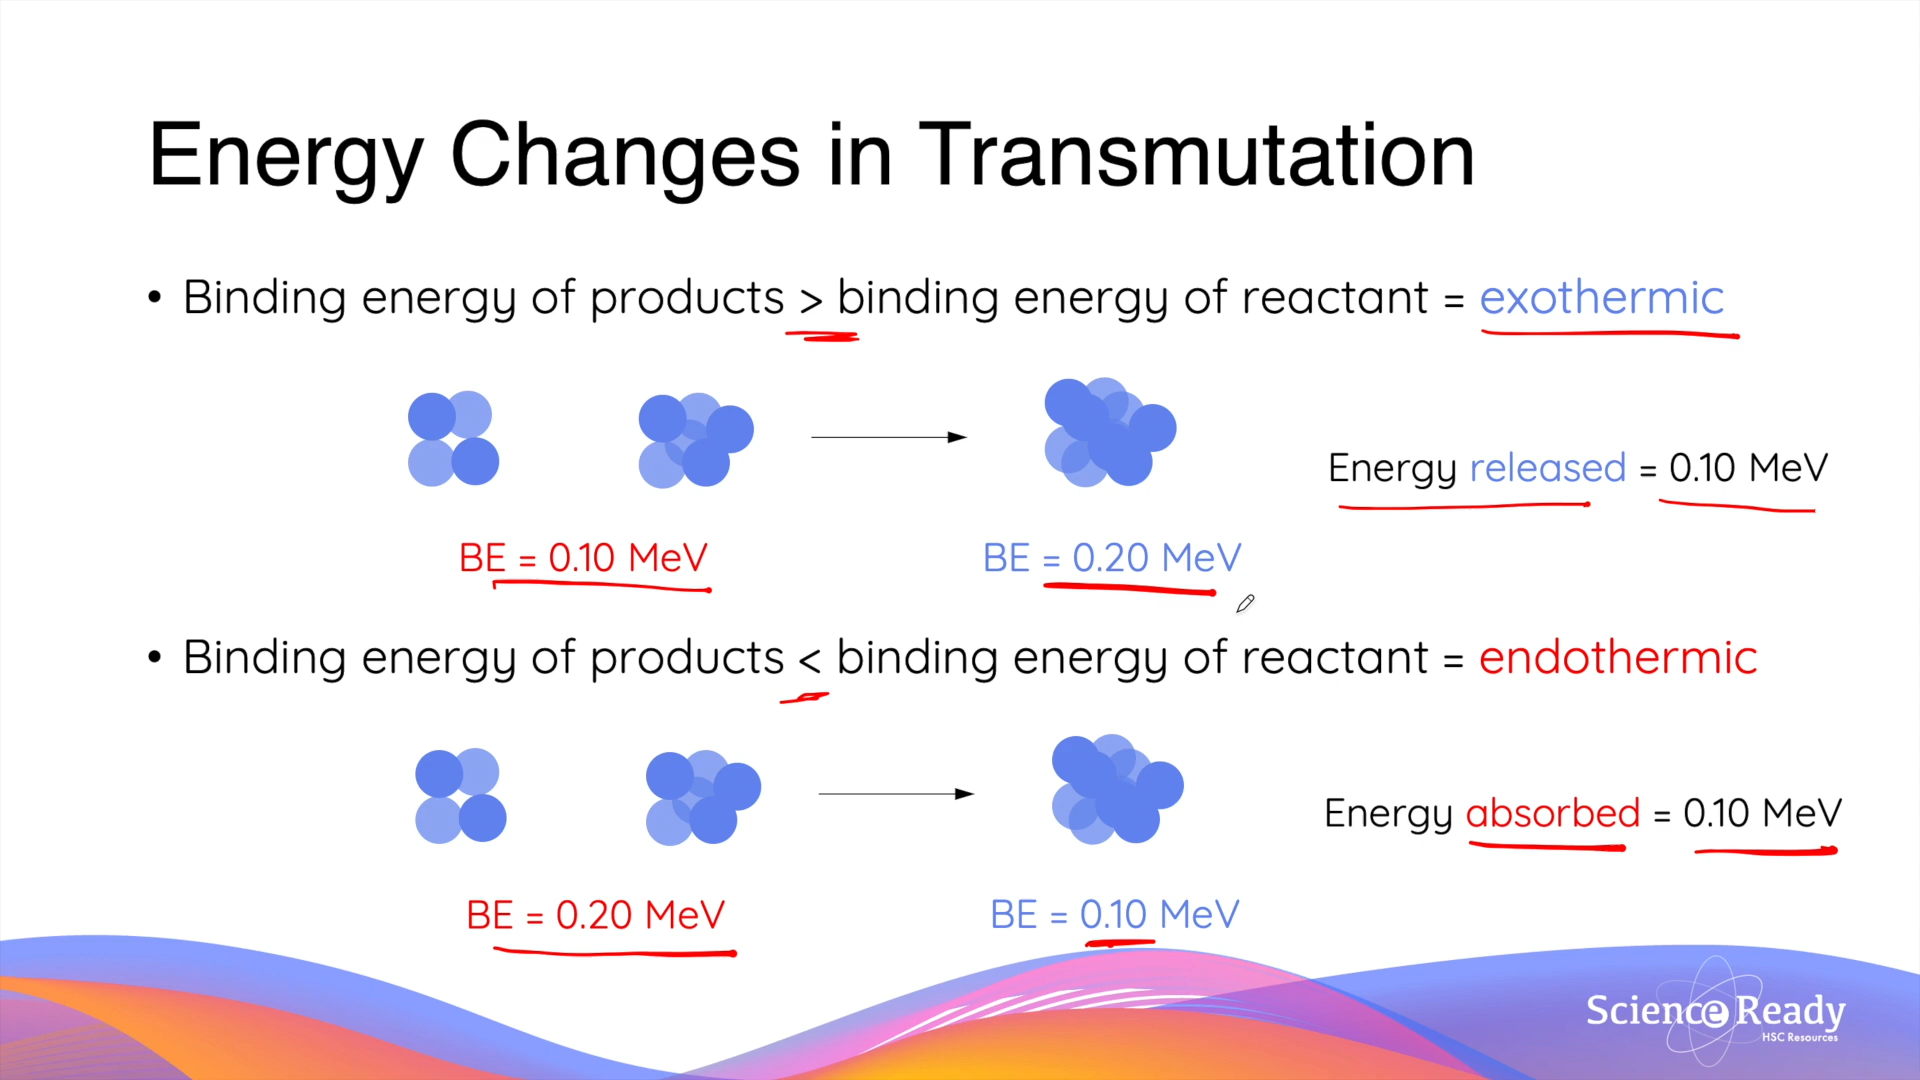 Energy Changes in Transmutation
• Binding energy of products > binding energy of reactant = exothermic
Energy released = 0.10 MeV
BE = 0.10 MeV
BE = 0.20 MeV
• Binding energy of products < binding energy of reactant = endothermic
Energy absorbed = 0.10 MeV
BE = 0.20 MeV
BE = 0.10 MeV
Science Ready
HSC Resources